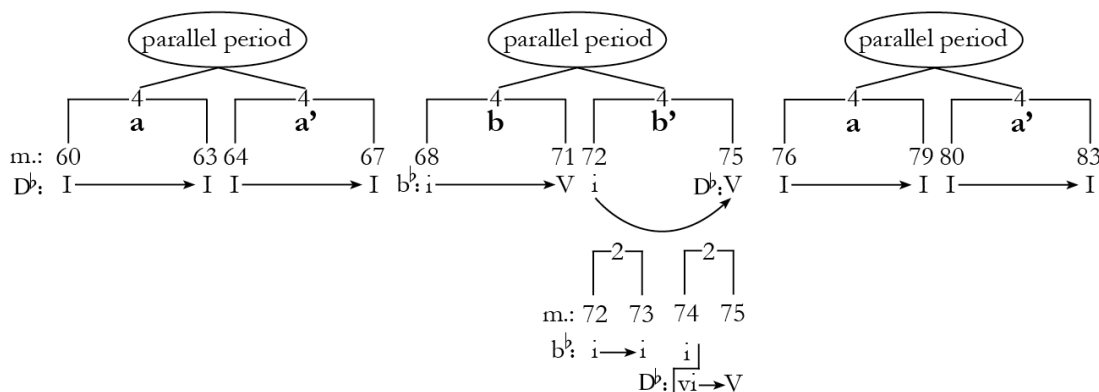 parallel period parallel period parallel period
4 4 4 4 4 4
a a’ b b’ a a’
m.: 60 63 64 67 68 71 72 75 76 79 80 83
D♭: I I I I b♭: i V i D♭: V I I I I
2 2
m.: 72 73 74 75
b♭: i i i
D♭: vi V